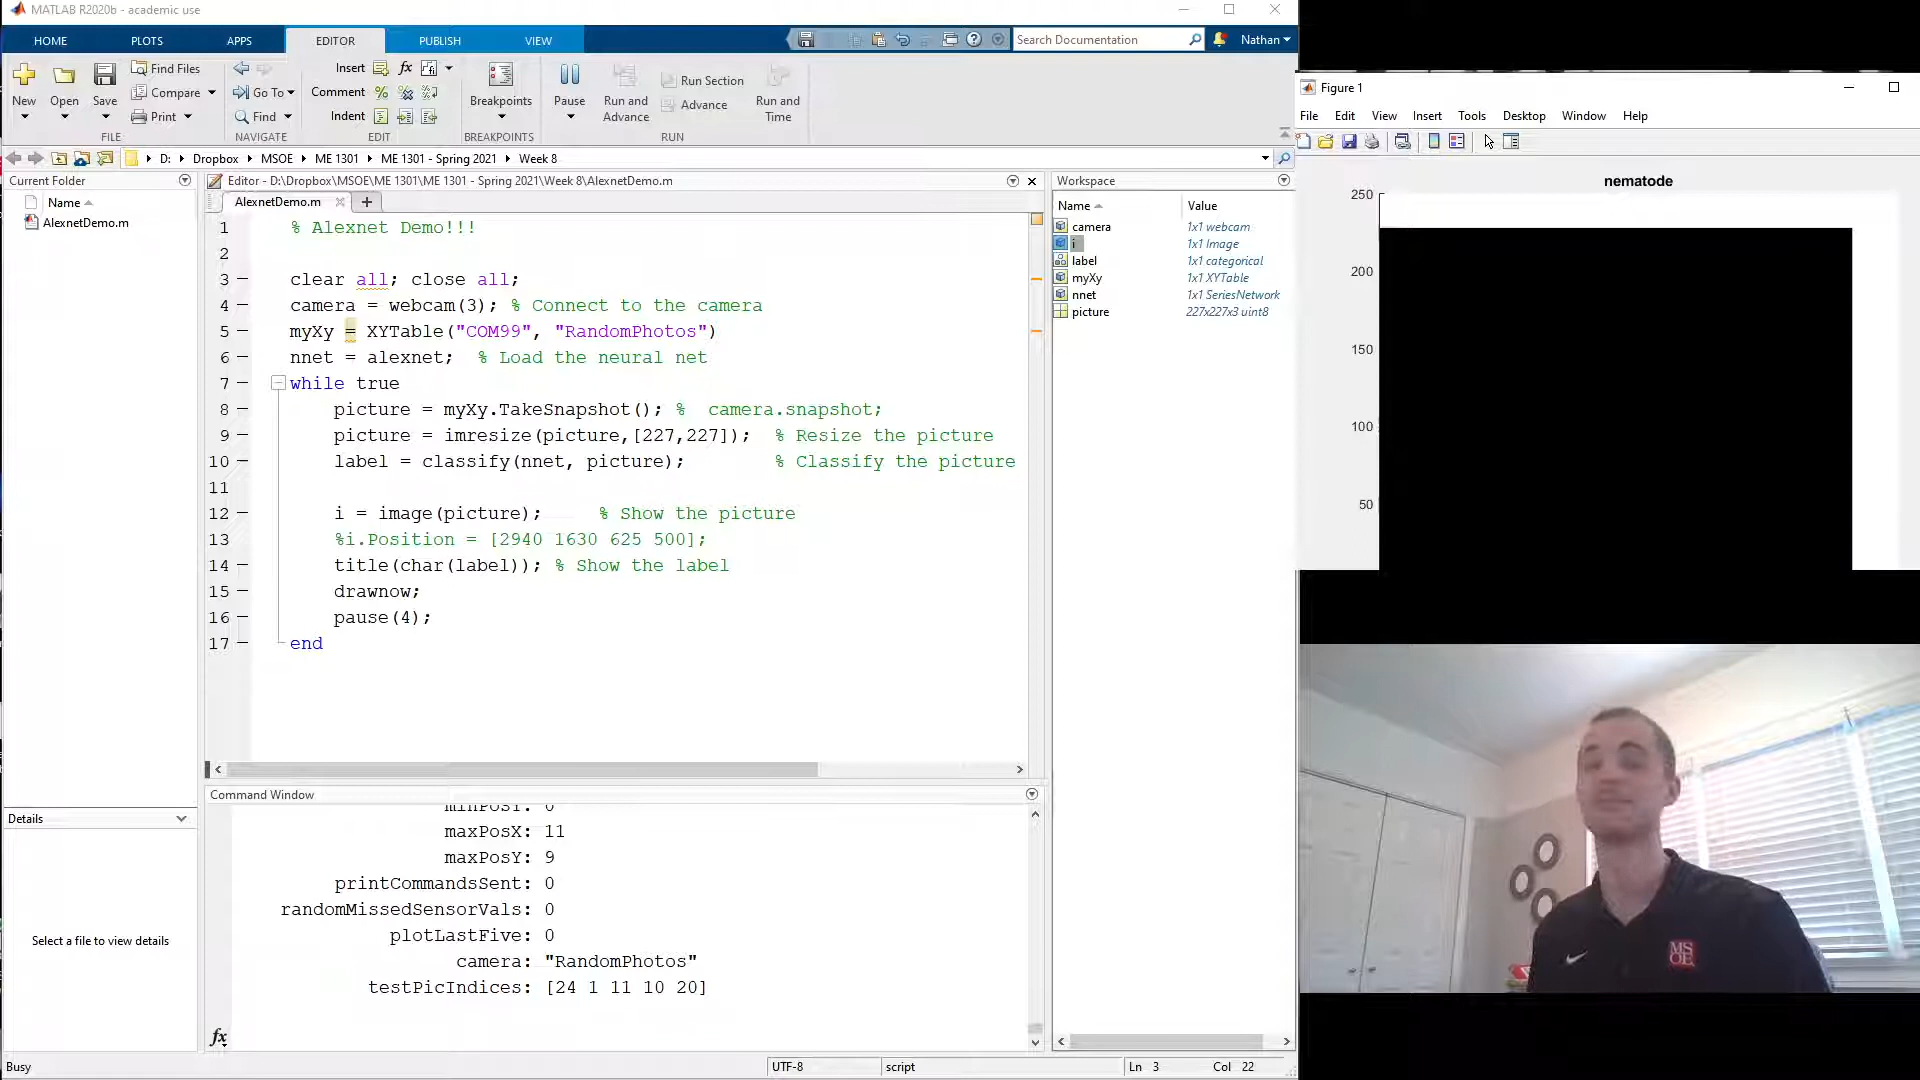 MATLAB R2020b - academic use
HOME
PLOTS
APPS
EDITOR
PUBLISH
VIEW
Search Documentation
Nathan
New
Open
Save
Find Files
Compare
Print
Go To
Find
Insert
fx
Comment
Indent
Breakpoints
Pause
Run and Advance
Run Section
Advance
Run and Time
FILE
NAVIGATE
EDIT
BREAKPOINTS
RUN
D:
Dropbox
MSOE
ME 1301
ME 1301 - Spring 2021
Week 8
Current Folder
Name
AlexnetDemo.m
Details
Select a file to view details
Editor - D:\Dropbox\MSOE\ME 1301\ME 1301 - Spring 2021\Week 8\AlexnetDemo.m
AlexnetDemo.m
1 % Alexnet Demo!!!
2
3 clear all; close all;
4 camera = webcam(3); % Connect to the camera
5 myXy = XYTable("COM99", "RandomPhotos")
6 nnet = alexnet; % Load the neural net
7 while true
8 picture = myXy.TakeSnapshot(); % camera.snapshot;
9 picture = imresize(picture,[227,227]); % Resize the picture
10 label = classify(nnet, picture); % Classify the picture
11
12 i = image(picture); % Show the picture
13 %i.Position = [2940 1630 625 500];
14 title(char(label)); % Show the label
15 drawnow;
16 pause(4);
17 end
Command Window
minPosY: 0
maxPosX: 11
maxPosY: 9
printCommandsSent: 0
randomMissedSensorVals: 0
plotLastFive: 0
camera: "RandomPhotos"
testPicIndices: [24 1 11 10 20]
fx
Workspace
Name Value
camera 1x1 webcam
i 1x1 Image
label 1x1 categorical
myXy 1x1 XYTable
nnet 1x1 SeriesNetwork
picture 227x227x3 uint8
Busy
UTF-8
script
Ln 3
Col 22
Figure 1
File Edit View Insert Tools Desktop Window Help
nematode
250
200
150
100
50
MS
OE